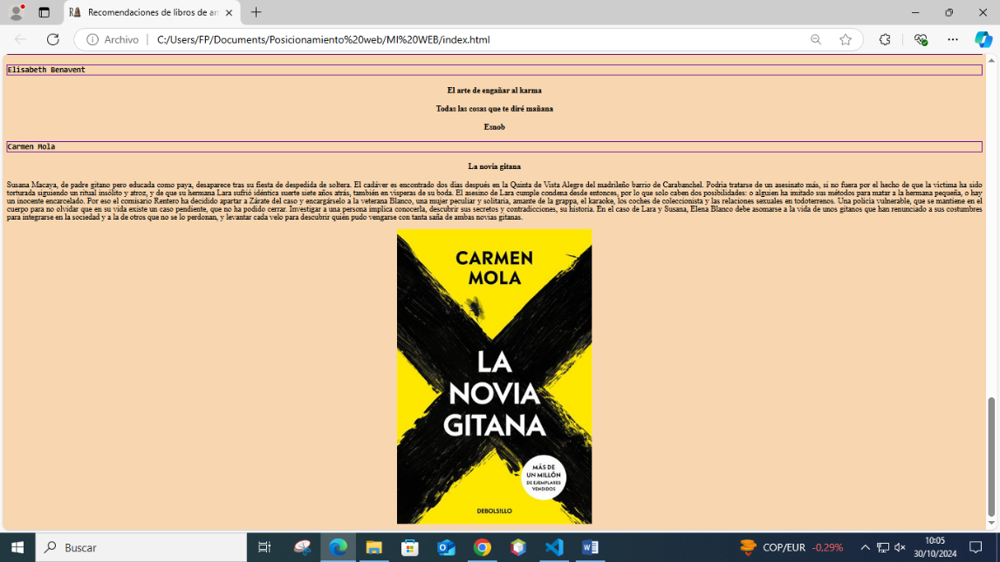 Recomendaciones de libros de am
Archivo
C:/Users/FP/Documents/Posicionamiento%20web/MI%20WEB/index.html
Elisabeth Benavent
El arte de engañar al karma
Todas las cosas que te diré mañana
Esnob
Carmen Mola
La novia gitana
Susana Macaya, de padre gitano pero educada como paya, desaparece tras su fiesta de despedida de soltera. El cadáver es encontrado dos días después en la Quinta de Vista Alegre del madrileño barrio de Carabanchel. Podría tratarse de un asesinato más, si no fuera por el hecho de que la víctima ha sido
torturada siguiendo un ritual insólito y atroz, y de que su hermana Lara sufrió idéntica suerte siete años atrás, también en vísperas de su boda. El asesino de Lara cumple condena desde entonces, por lo que solo caben dos posibilidades: o alguien ha imitado sus métodos para matar a la hermana pequeña, o hay
un inocente encarcelado. Por eso el comisario Rentero ha decidido apartar a Zárate del caso y encargárselo a la veterana Blanco, una mujer peculiar y solitaria, amante de la grappa, el karaoke, los coches de coleccionista y las relaciones sexuales en todoterrenos. Una policía vulnerable, que se mantiene en el
cuerpo para no olvidar que en su vida existe un caso pendiente, que no ha podido cerrar. Investigar a una persona implica conocerla, descubrir sus secretos y contradicciones, su historia. En el caso de Lara y Susana, Elena Blanco debe asomarse a la vida de unos gitanos que han renunciado a sus costumbres
para integrarse en la sociedad y a la de otros que no se lo perdonan, y levantar cada velo para descubrir quién pudo vengarse con tanta saña de ambas novias gitanas.
CARMEN
MOLA
LA
NOVIA
GITANA
MÁS DE
UN MILLÓN
DE EJEMPLARES
VENDIDOS
DEBOLS!LLO
Buscar
COP/EUR -0,29%
10:05
30/10/2024